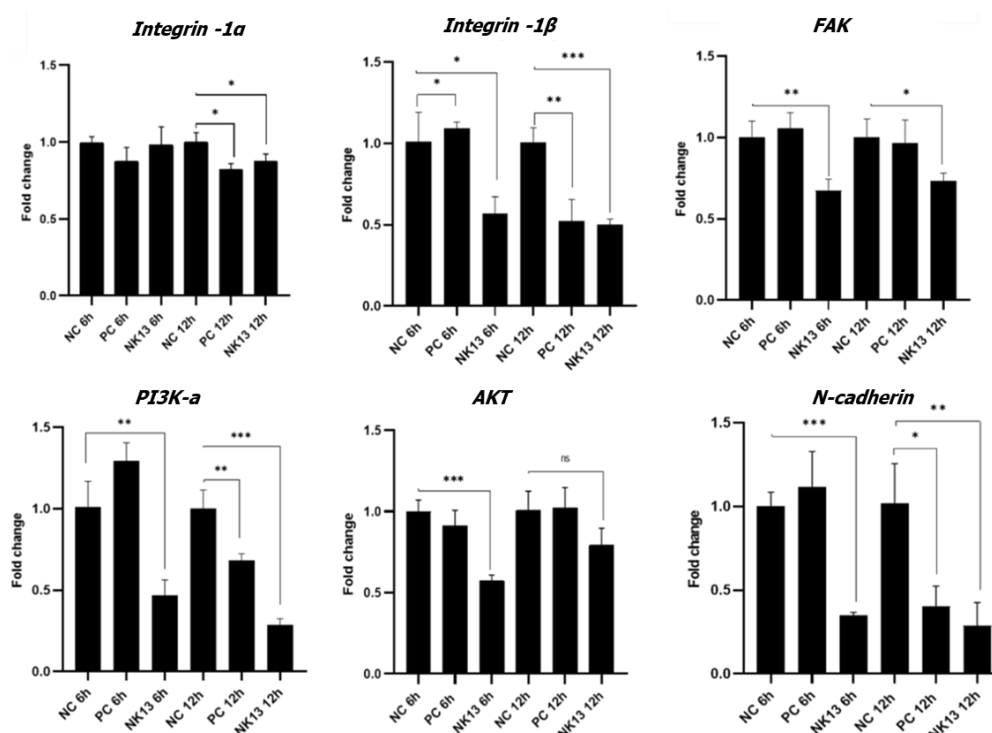 Integrin -1α
Integrin -1β
FAK
Fold change
1.5
1.0
0.5
0.0
*
*
NC 6h
PC 6h
NK13 6h
NC 12h
PC 12h
NK13 12h
Fold change
1.5
1.0
0.5
0.0
*
***
*
**
NC 6h
PC 6h
NK13 6h
NC 12h
PC 12h
NK13 12h
Fold change
1.5
1.0
0.5
0.0
**
*
NC 6h
PC 6h
NK13 6h
NC 12h
PC 12h
NK13 12h
PI3K-a
AKT
N-cadherin
Fold change
1.5
1.0
0.5
0.0
**
***
**
NC 6h
PC 6h
NK13 6h
NC 12h
PC 12h
NK13 12h
Fold change
1.5
1.0
0.5
0.0
***
ns
NC 6h
PC 6h
NK13 6h
NC 12h
PC 12h
NK13 12h
Fold change
1.5
1.0
0.5
0.0
***
**
*
NC 6h
PC 6h
NK13 6h
NC 12h
PC 12h
NK13 12h